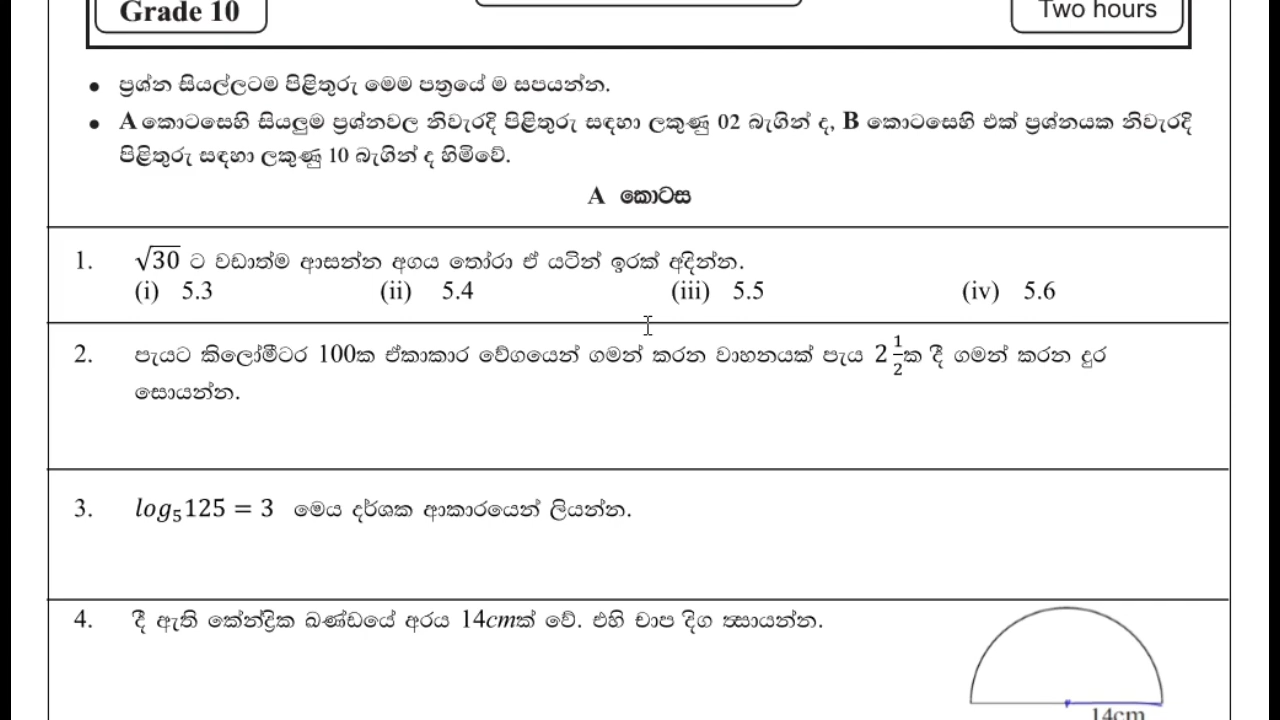 Grade 10
Two hours
• ප්‍රශ්න සියල්ලටම පිළිතුරු මෙම පත්‍රයේ ම සපයන්න.
• A කොටසෙහි සියලුම ප්‍රශ්නවල නිවැරදි පිළිතුරු සඳහා ලකුණු 02 බැගින් ද, B කොටසෙහි එක් ප්‍රශ්නයක නිවැරදි
පිළිතුරු සඳහා ලකුණු 10 බැගින් ද හිමිවේ.
A කොටස
1. √30 ට වඩාත්ම ආසන්න අගය තෝරා ඒ යටින් ඉරක් අදින්න.
(i) 5.3 (ii) 5.4 (iii) 5.5 (iv) 5.6
2. පැයට කිලෝමීටර 100ක ඒකාකාර වේගයෙන් ගමන් කරන වාහනයක් පැය 2 1/2ක දී ගමන් කරන දුර
සොයන්න.
3. log₅125 = 3 මෙය දර්ශක ආකාරයෙන් ලියන්න.
4. දී ඇති කේන්ද්‍රික ඛණ්ඩයේ අරය 14cmක් වේ. එහි චාප දිග සොයන්න.
14cm